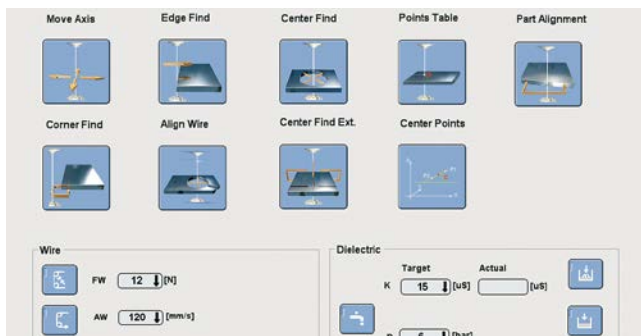 Move Axis Edge Find Center Find Points Table Part Alignment
Corner Find Align Wire Center Find Ext. Center Points
Wire Dielectric
Target Actual
FW 12 [N] K 15 [uS] [uS]
AW 120 [mm/s]
[bar]